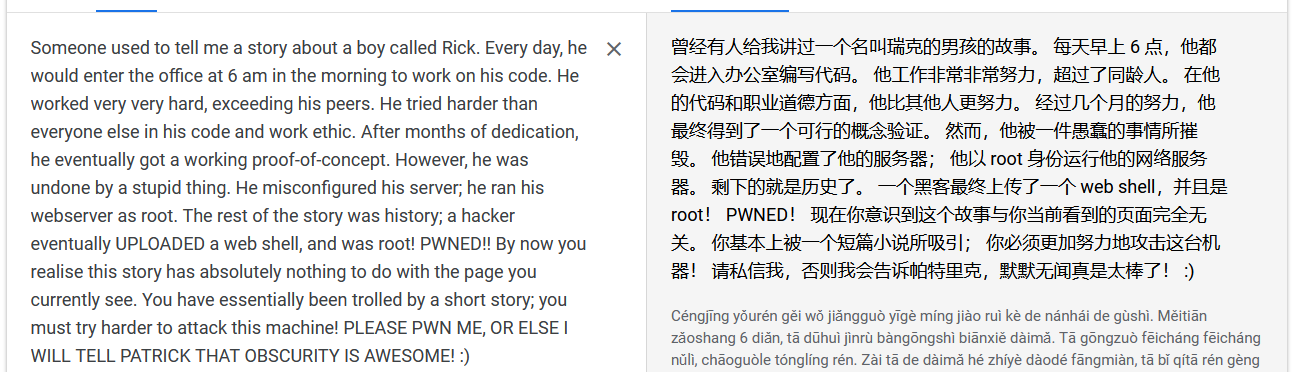 Someone used to tell me a story about a boy called Rick. Every day, he
would enter the office at 6 am in the morning to work on his code. He
worked very very hard, exceeding his peers. He tried harder than
everyone else in his code and work ethic. After months of dedication,
he eventually got a working proof-of-concept. However, he was
undone by a stupid thing. He misconfigured his server; he ran his
webserver as root. The rest of the story was history; a hacker
eventually UPLOADED a web shell, and was root! PWNED!! By now you
realise this story has absolutely nothing to do with the page you
currently see. You have essentially been trolled by a short story; you
must try harder to attack this machine! PLEASE PWN ME, OR ELSE I
WILL TELL PATRICK THAT OBSCURITY IS AWESOME! :)
曾经有人给我讲过一个名叫瑞克的男孩的故事。 每天早上 6 点，他都
会进入办公室编写代码。 他工作非常非常努力，超过了同龄人。 在他
的代码和职业道德方面，他比其他人更努力。 经过几个月的努力，他
最终得到了一个可行的概念验证。 然而，他被一件愚蠢的事情所摧
毁。 他错误地配置了他的服务器； 他以 root 身份运行他的网络服务
器。 剩下的就是历史了。 一个黑客最终上传了一个 web shell，并且是
root！ PWNED！ 现在你意识到这个故事与你当前看到的页面完全无
关。 你基本上被一个短篇小说所吸引； 你必须更加努力地攻击这台机
器！ 请私信我，否则我会告诉帕特里克，默默无闻真是太棒了！ :)
Céngjīng yǒurén gěi wǒ jiǎngguò yīgè míng jiào ruì kè de nánhái de gùshì. Měitiān
zǎoshang 6 diǎn, tā dūhuì jìnrù bàngōngshì biānxiě dàimǎ. Tā gōngzuò fēicháng fēicháng
nǔlì, chāoguòle tónglíng rén. Zài tā de dàimǎ hé zhíyè dàodé fāngmiàn, tā bǐ qítā rén gèng